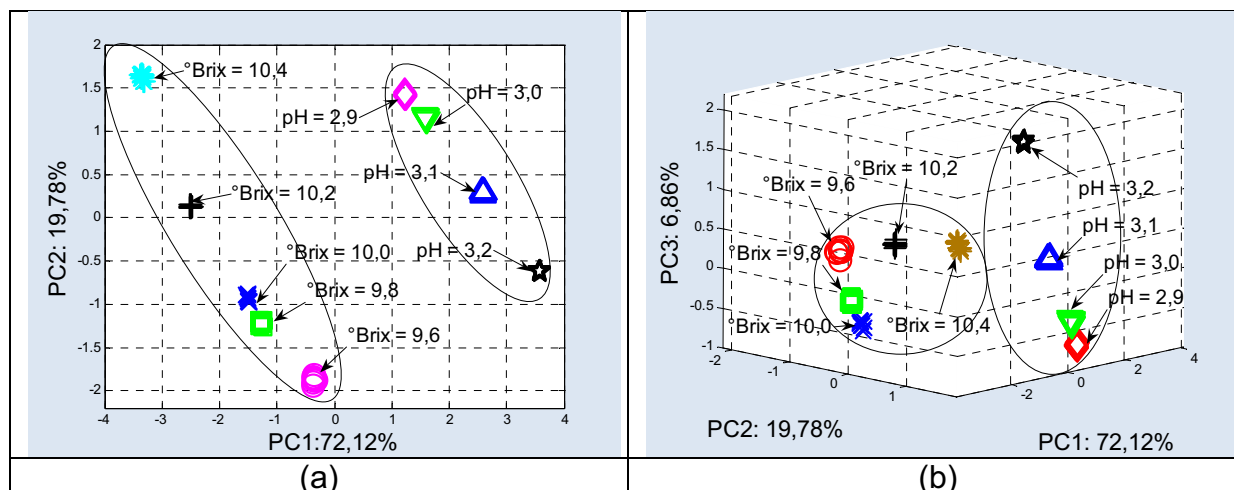 2
1.5
1
0.5
0
-0.5
-1
-1.5
-2
-4
-3
-2
-1
0
1
2
3
4
PC2: 19,78%
PC1:72,12%
°Brix = 10,4
°Brix = 10,2
°Brix = 10,0
°Brix = 9,8
°Brix = 9,6
pH = 2,9
pH = 3,0
pH = 3,1
pH = 3,2
(a)
2
1.5
1
0.5
0
-0.5
-1
-2
-1
0
1
-2
0
2
4
PC3: 6,86%
PC2: 19,78%
PC1: 72,12%
°Brix = 10,2
°Brix = 9,6
°Brix = 9,8
°Brix = 10,0
°Brix = 10,4
pH = 3,2
pH = 3,1
pH = 3,0
pH = 2,9
(b)